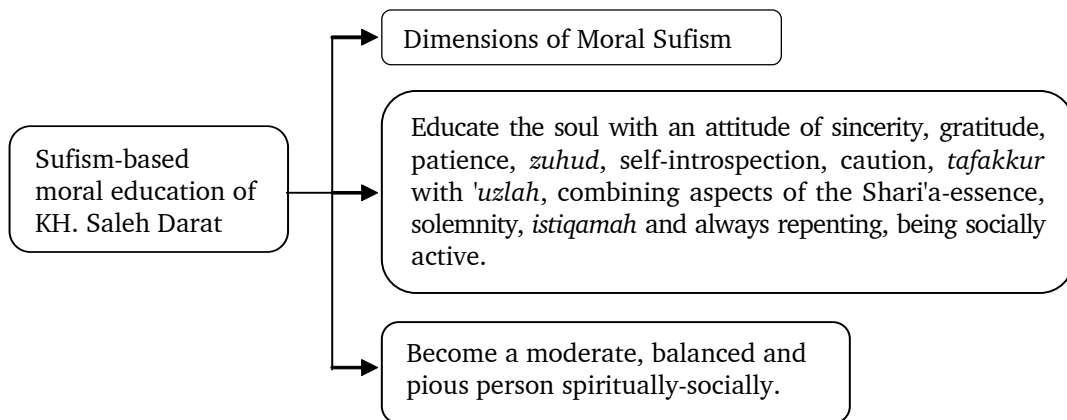 Dimensions of Moral Sufism
Sufism-based
moral education of
KH. Saleh Darat
Educate the soul with an attitude of sincerity, gratitude,
patience, zuhud, self-introspection, caution, tafakkur
with 'uzlah, combining aspects of the Shari'a-essence,
solemnity, istiqamah and always repenting, being socially
active.
Become a moderate, balanced and
pious person spiritually-socially.